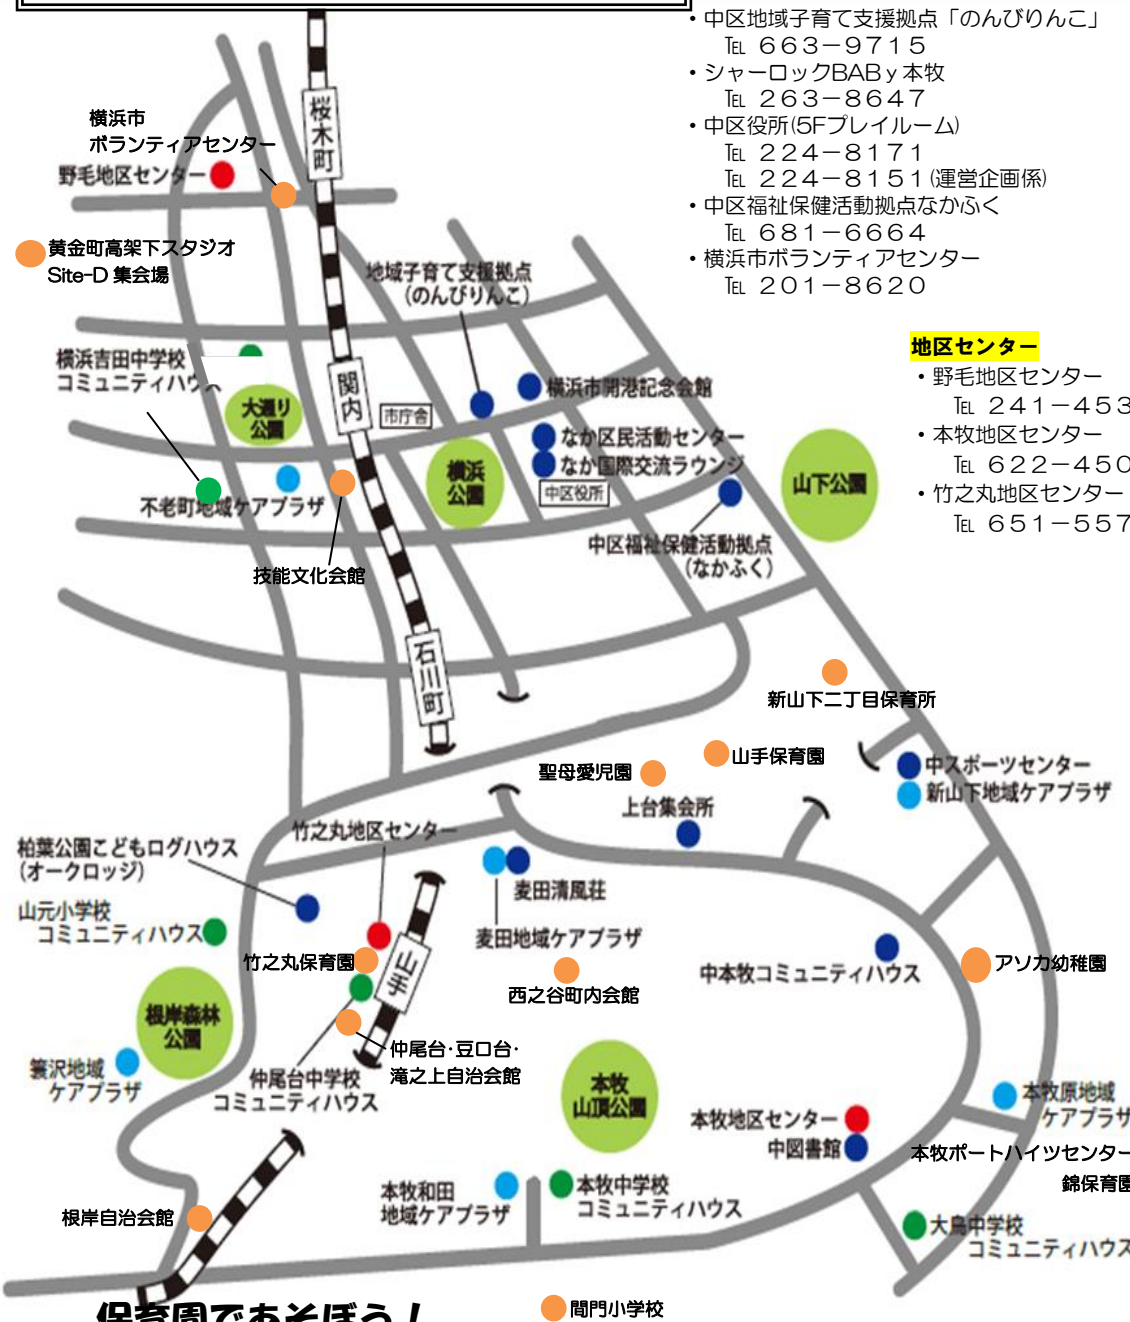 ・中区地域子育て支援拠点「のんびりんこ」
℡ ６６３－９７１５
・シャーロックBABｙ本牧
℡ ２６３－８６４７
・中区役所(5Fプレイルーム)
℡ ２２４－８１７１
℡ ２２４－８１５１(運営企画係)
・中区福祉保健活動拠点なかふく
℡ ６８１－６６６４
・横浜市ボランティアセンター
℡ ２０１－８６２０
地区センター
・野毛地区センター
℡ ２４１－４５３
・本牧地区センター
℡ ６２２－４５０
・竹之丸地区センター
℡ ６５１－５５７
桜木町
横浜市
ボランティアセンター
野毛地区センター
黄金町高架下スタジオ
Site-D 集会場
地域子育て支援拠点
（のんびりんこ）
横浜吉田中学校
コミュニティハウス
大通り
公園
関内
市庁舎
横浜市開港記念会館
なか区民活動センター
なか国際交流ラウンジ
中区役所
横浜
公園
山下公園
不老町地域ケアプラザ
技能文化会館
中区福祉保健活動拠点
（なかふく）
石川町
新山下二丁目保育所
山手保育園
聖母愛児園
上台集会所
中スポーツセンター
新山下地域ケアプラザ
竹之丸地区センター
柏葉公園こどもログハウス
（オークロッジ）
山元小学校
コミュニティハウス
麦田清風荘
麦田地域ケアプラザ
竹之丸保育園
山手
西之谷町内会館
中本牧コミュニティハウス
アソカ幼稚園
根岸森林
公園
仲尾台･豆口台･
滝之上自治会館
簑沢地域
ケアプラザ
仲尾台中学校
コミュニティハウス
本牧
山頂公園
本牧地区センター
中図書館
本牧原地域
ケアプラザ
本牧ポートハイツセンター
錦保育園
根岸自治会館
本牧和田
地域ケアプラザ
本牧中学校
コミュニティハウス
大鳥中学校
コミュニティハウス
保育園であそぼう！
間門小学校